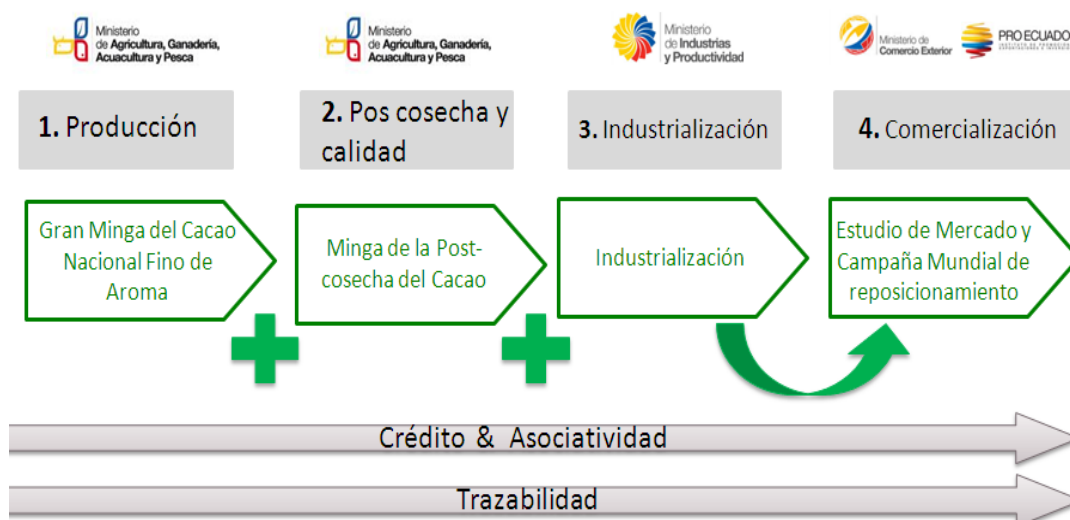 Ministerio
de Agricultura, Ganadería,
Acuacultura y Pesca
Ministerio
de Agricultura, Ganadería,
Acuacultura y Pesca
Ministerio
de Industrias
y Productividad
Ministerio de
Comercio Exterior
PRO ECUADO
1. Producción
2. Pos cosecha y
calidad
3. Industrialización
4. Comercialización
Gran Minga del Cacao
Nacional Fino de
Aroma
Minga de la Post-
cosecha del Cacao
Industrialización
Estudio de Mercado y
Campaña Mundial de
reposicionamiento
Crédito & Asociatividad
Trazabilidad